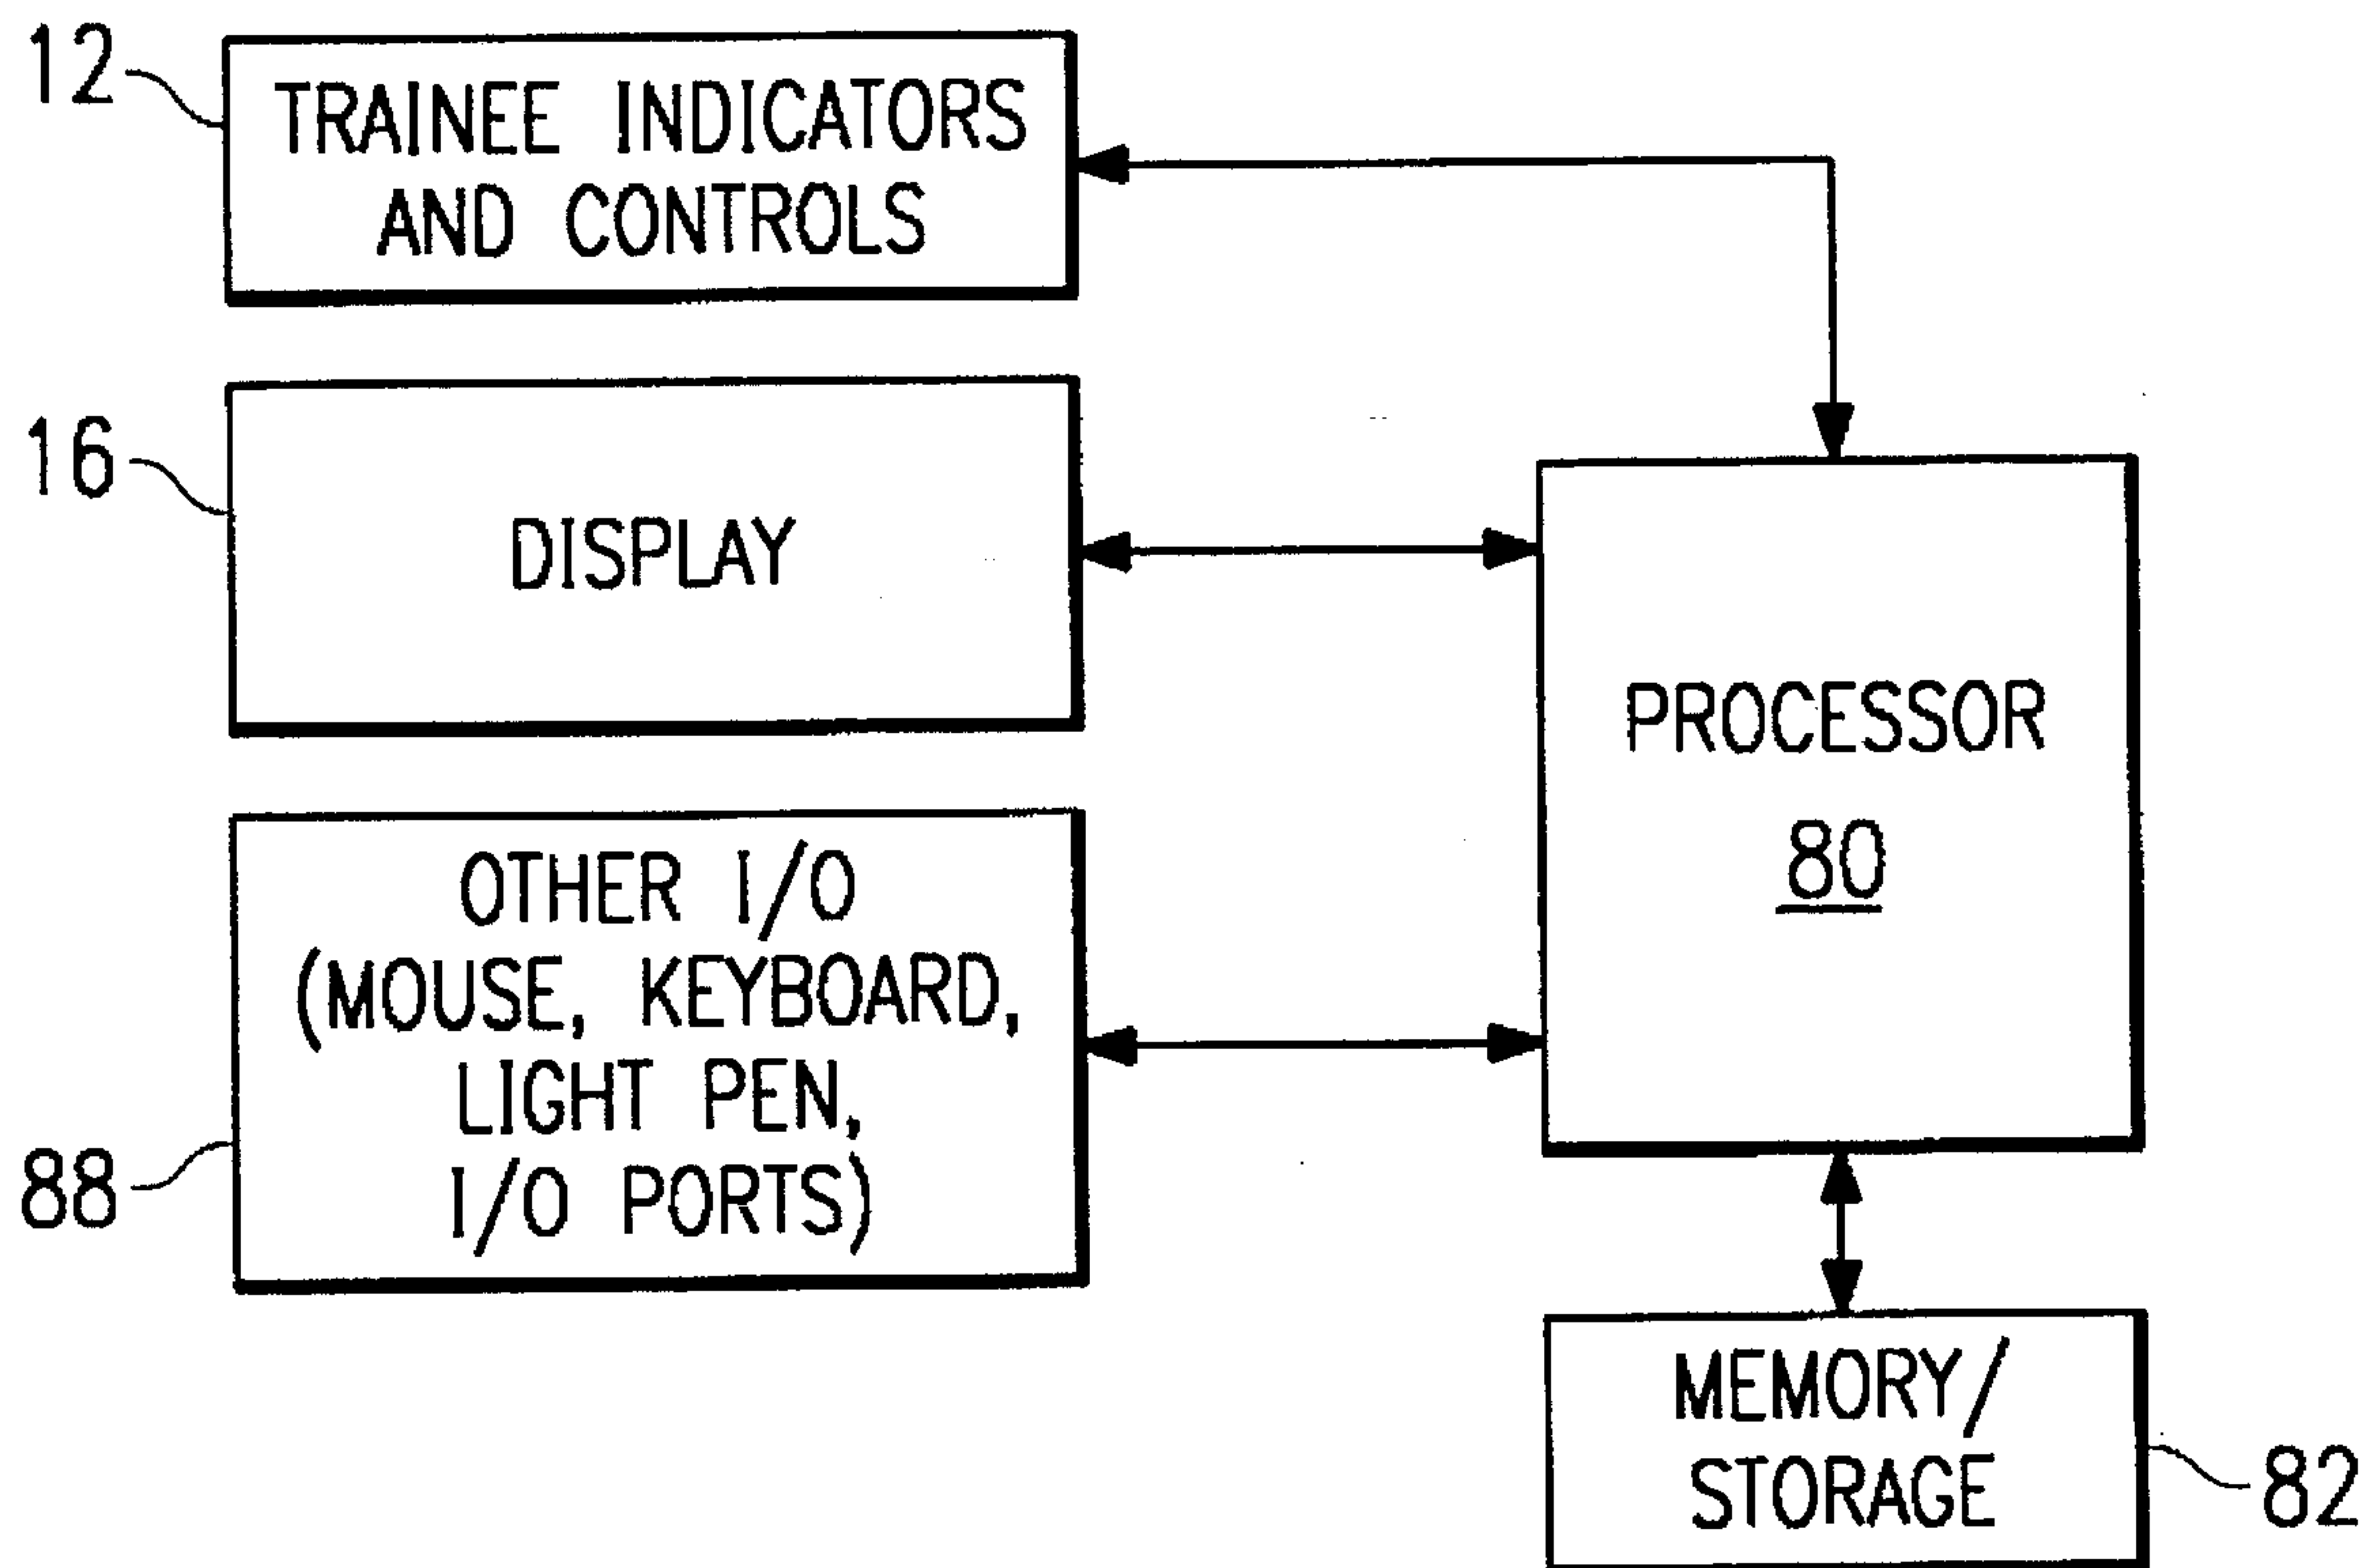 12
TRAINEE INDICATORS
AND CONTROLS
16
DISPLAY
PROCESSOR
80
OTHER I/O
(MOUSE, KEYBOARD,
LIGHT PEN,
I/O PORTS)
88
MEMORY/
STORAGE
82